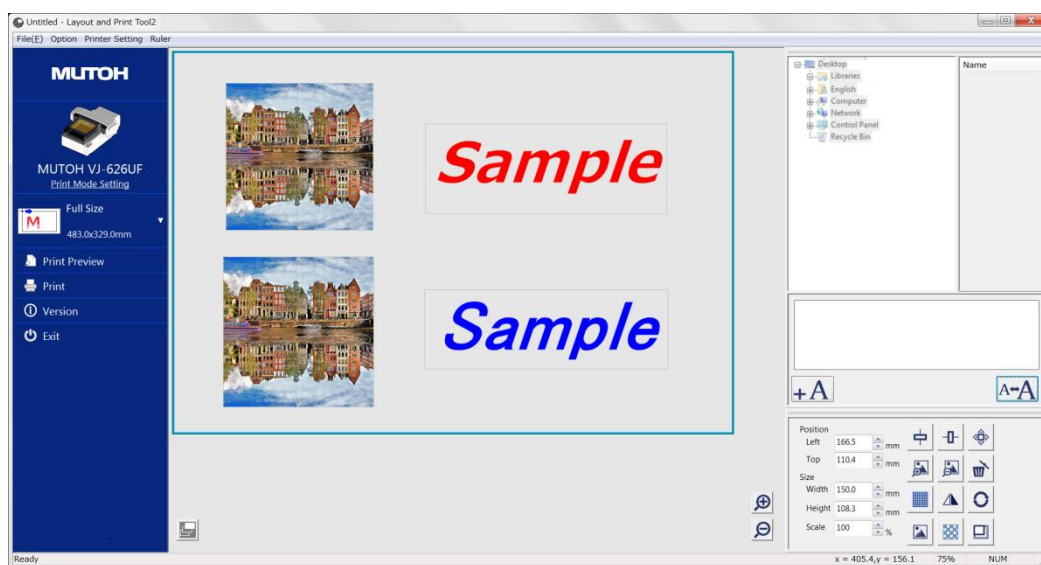 Untitled - Layout and Print Tool2
File(E) Option Printer Setting Ruler
MUTOH
MUTOH VJ-626UF
Print Mode Setting
Full Size
M
483.0x329.0mm
Print Preview
Print
Version
Exit
Sample
Sample
Desktop
Libraries
English
Computer
Network
Control Panel
Recycle Bin
Name
+A
A↔A
Position
Left 166.5 mm
Top 110.4 mm
Size
Width 150.0 mm
Height 108.3 mm
Scale 100 %
Ready
x = 405.4,y = 156.1 75% NUM